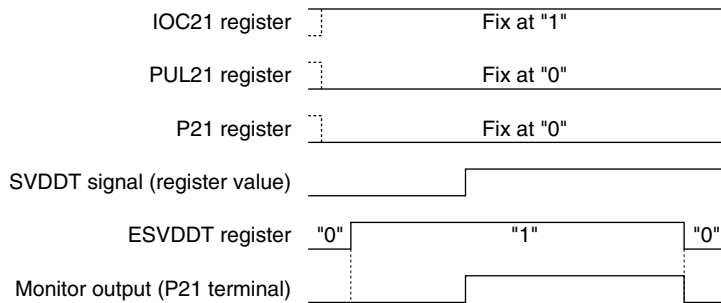 IOC21 register Fix at "1"
PUL21 register Fix at "0"
P21 register Fix at "0"
SVDDT signal (register value)
ESVDDT register "0" "1" "0"
Monitor output (P21 terminal)